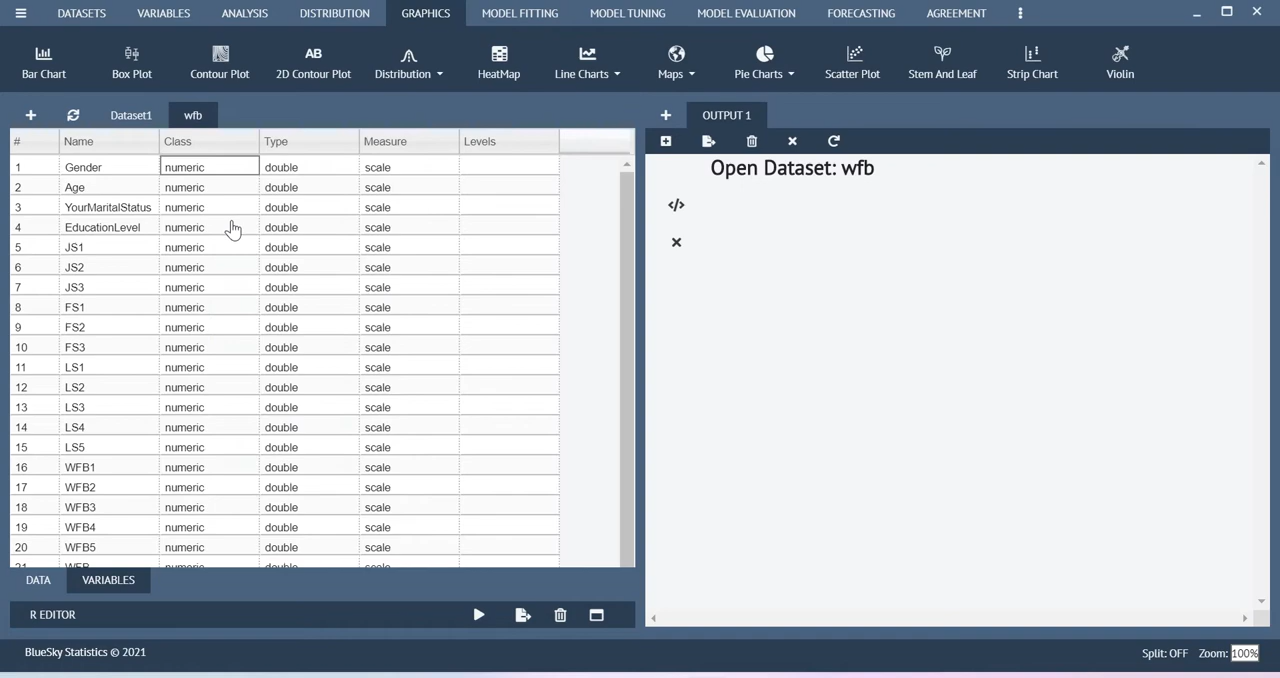 DATASETS VARIABLES ANALYSIS DISTRIBUTION GRAPHICS MODEL FITTING MODEL TUNING MODEL EVALUATION FORECASTING AGREEMENT
AB
Bar Chart Box Plot Contour Plot 2D Contour Plot Distribution HeatMap Line Charts Maps Pie Charts Scatter Plot Stem And Leaf Strip Chart Violin
Dataset1 wfb
# Name Class Type Measure Levels
1 Gender numeric double scale
2 Age numeric double scale
3 YourMaritalStatus numeric double scale
4 EducationLevel numeric double scale
5 JS1 numeric double scale
6 JS2 numeric double scale
7 JS3 numeric double scale
8 FS1 numeric double scale
9 FS2 numeric double scale
10 FS3 numeric double scale
11 LS1 numeric double scale
12 LS2 numeric double scale
13 LS3 numeric double scale
14 LS4 numeric double scale
15 LS5 numeric double scale
16 WFB1 numeric double scale
17 WFB2 numeric double scale
18 WFB3 numeric double scale
19 WFB4 numeric double scale
20 WFB5 numeric double scale
21 WFB numeric double scale
DATA VARIABLES
R EDITOR
OUTPUT 1
Open Dataset: wfb
</>
BlueSky Statistics © 2021
Split: OFF Zoom: 100%